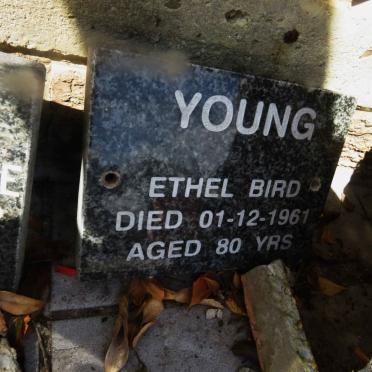 YOUNG
ETHEL BIRD
DIED 01-12-1961
AGED 80 YRS
E